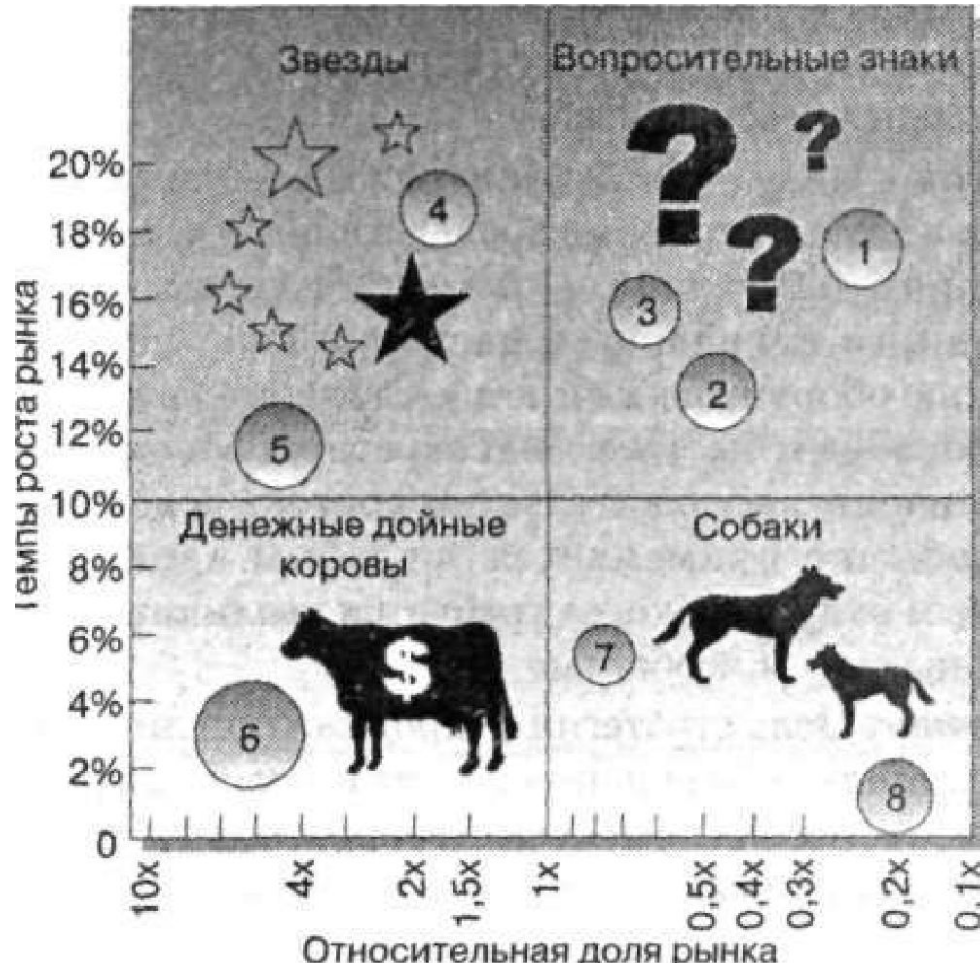 Звезды
Вопросительные знаки
?
?
?
20%
18%
16%
14%
12%
10%
8%
6%
4%
2%
0
Темпы роста рынка
4
1
3
2
5
Денежные дойные
коровы
Собаки
$
7
6
8
10x
4x
2x
1,5x
1x
0,5x
0,4x
0,3x
0,2x
0,1x
Относительная доля рынка